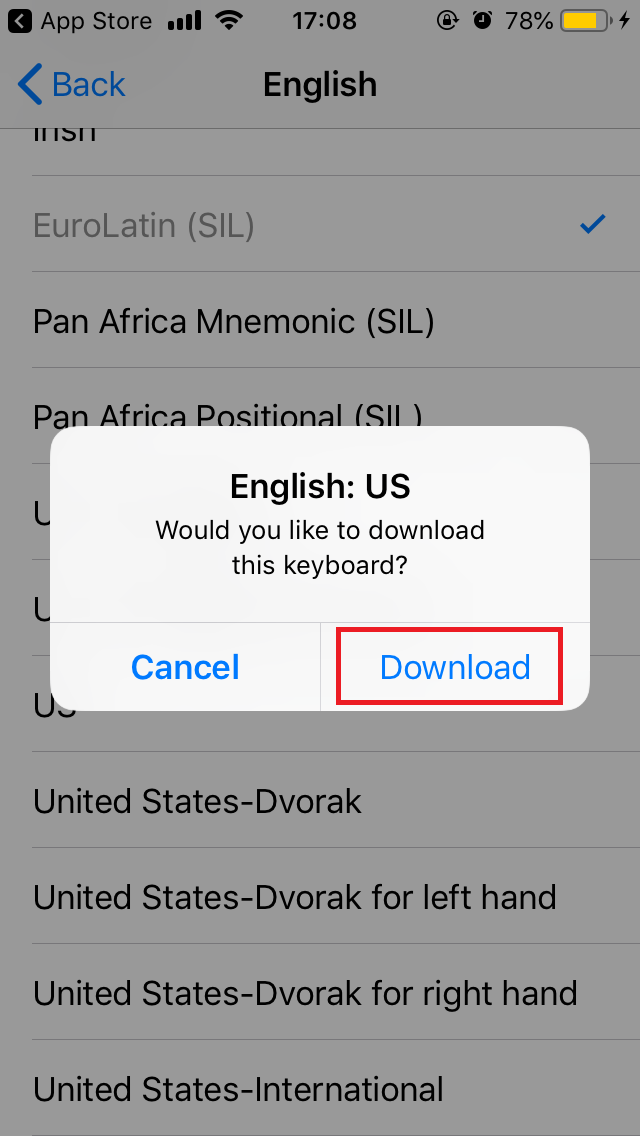 App Store 17:08 78%
Back English
Irish
EuroLatin (SIL)
Pan Africa Mnemonic (SIL)
Pan Africa Positional (SIL)
English: US
Would you like to download
this keyboard?
Cancel Download
US
United States-Dvorak
United States-Dvorak for left hand
United States-Dvorak for right hand
United States-International